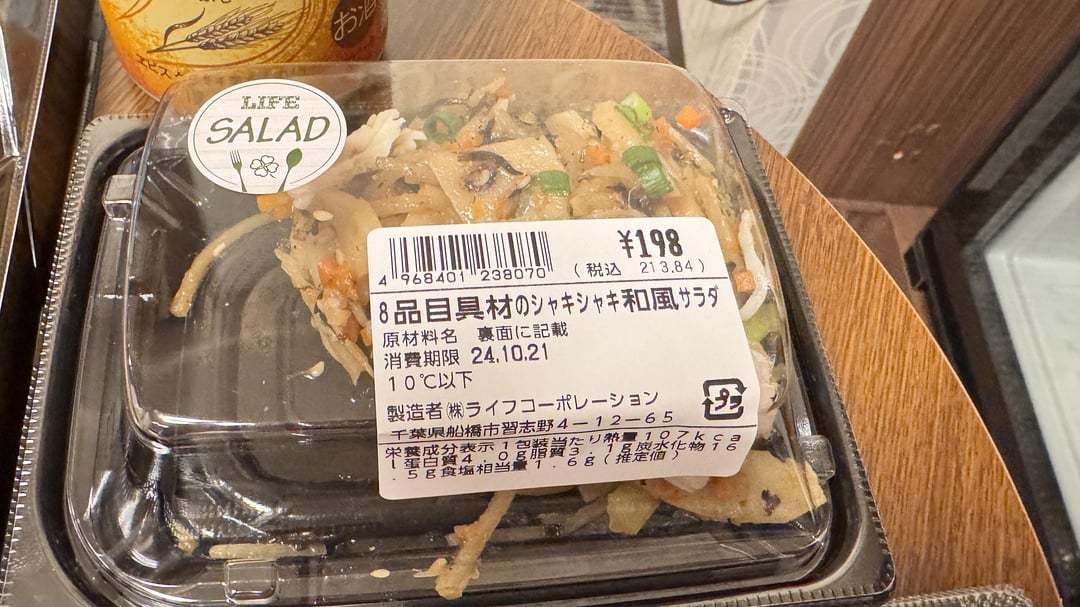 お酒
LIFE
SALAD
¥198
4 968401 238070 (税込 213.84)
8品目具材のシャキシャキ和風サラダ
原材料名 裏面に記載
消費期限 24.10.21
10℃以下
製造者㈱ライフコーポレーション
千葉県船橋市習志野4-12-65
栄養成分表示1包装当たり熱量107kca
l蛋白質4.0g脂質3.1g炭水化物16
.5g食塩相当量1.6g(推定値)
プラ